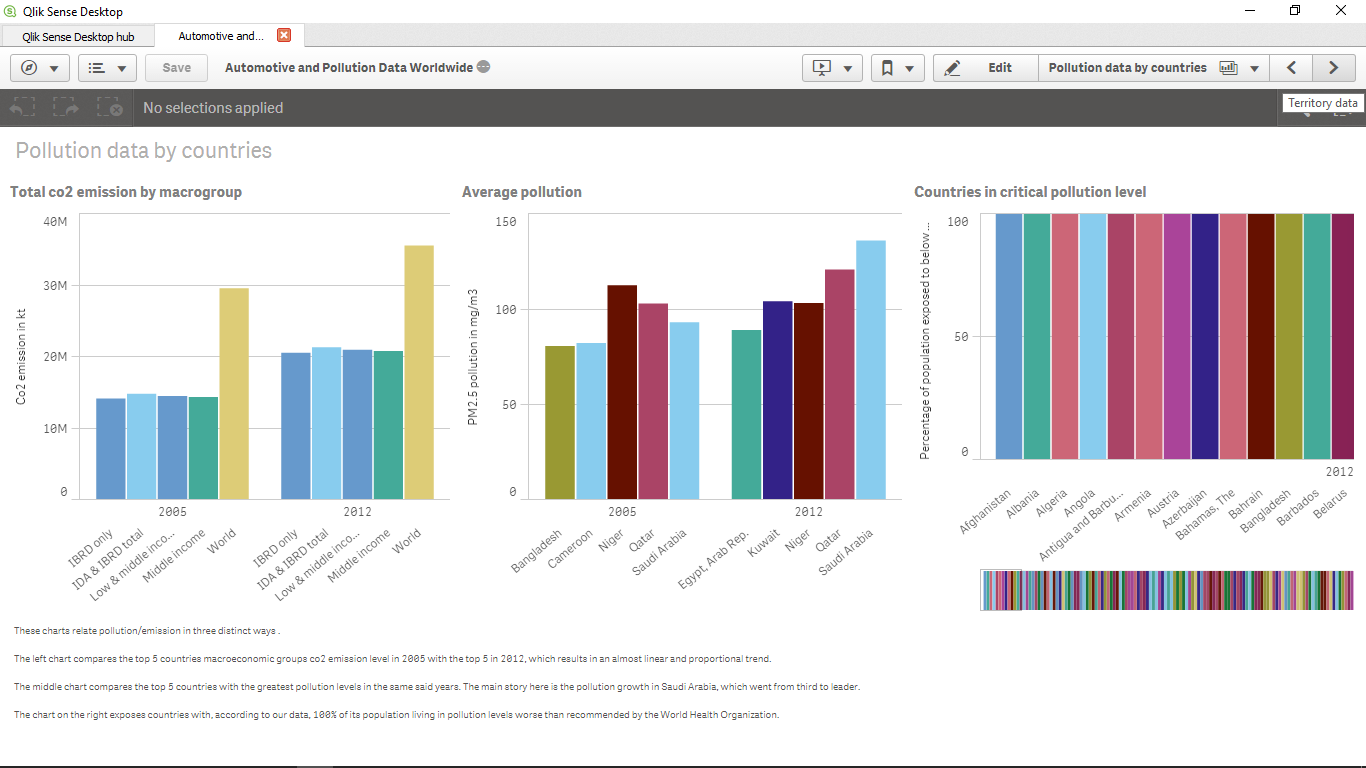 Qlik Sense Desktop
Qlik Sense Desktop hub
Automotive and...
Save
Automotive and Pollution Data Worldwide
Edit
Pollution data by countries
No selections applied
Territory data
Pollution data by countries
Total co2 emission by macrogroup
Co2 emission in kt
40M
30M
20M
10M
0
2005
2012
IBRD only
IDA & IBRD total
Low & middle inco...
Middle income
World
IBRD only
IDA & IBRD total
Low & middle inco...
Middle income
World
Average pollution
PM2.5 pollution in mg/m3
150
100
50
0
2005
2012
Bangladesh
Cameroon
Niger
Qatar
Saudi Arabia
Egypt, Arab Rep.
Kuwait
Niger
Qatar
Saudi Arabia
Countries in critical pollution level
Percentage of population exposed to below ...
100
50
0
2012
Afghanistan
Albania
Algeria
Angola
Antigua and Barbu...
Armenia
Austria
Azerbaijan
Bahamas, The
Bahrain
Bangladesh
Barbados
Belarus
These charts relate pollution/emission in three distinct ways .
The left chart compares the top 5 countries macroeconomic groups co2 emission level in 2005 with the top 5 in 2012, which results in an almost linear and proportional trend.
The middle chart compares the top 5 countries with the greatest pollution levels in the same said years. The main story here is the pollution growth in Saudi Arabia, which went from third to leader.
The chart on the right exposes countries with, according to our data, 100% of its population living in pollution levels worse than recommended by the World Health Organization.